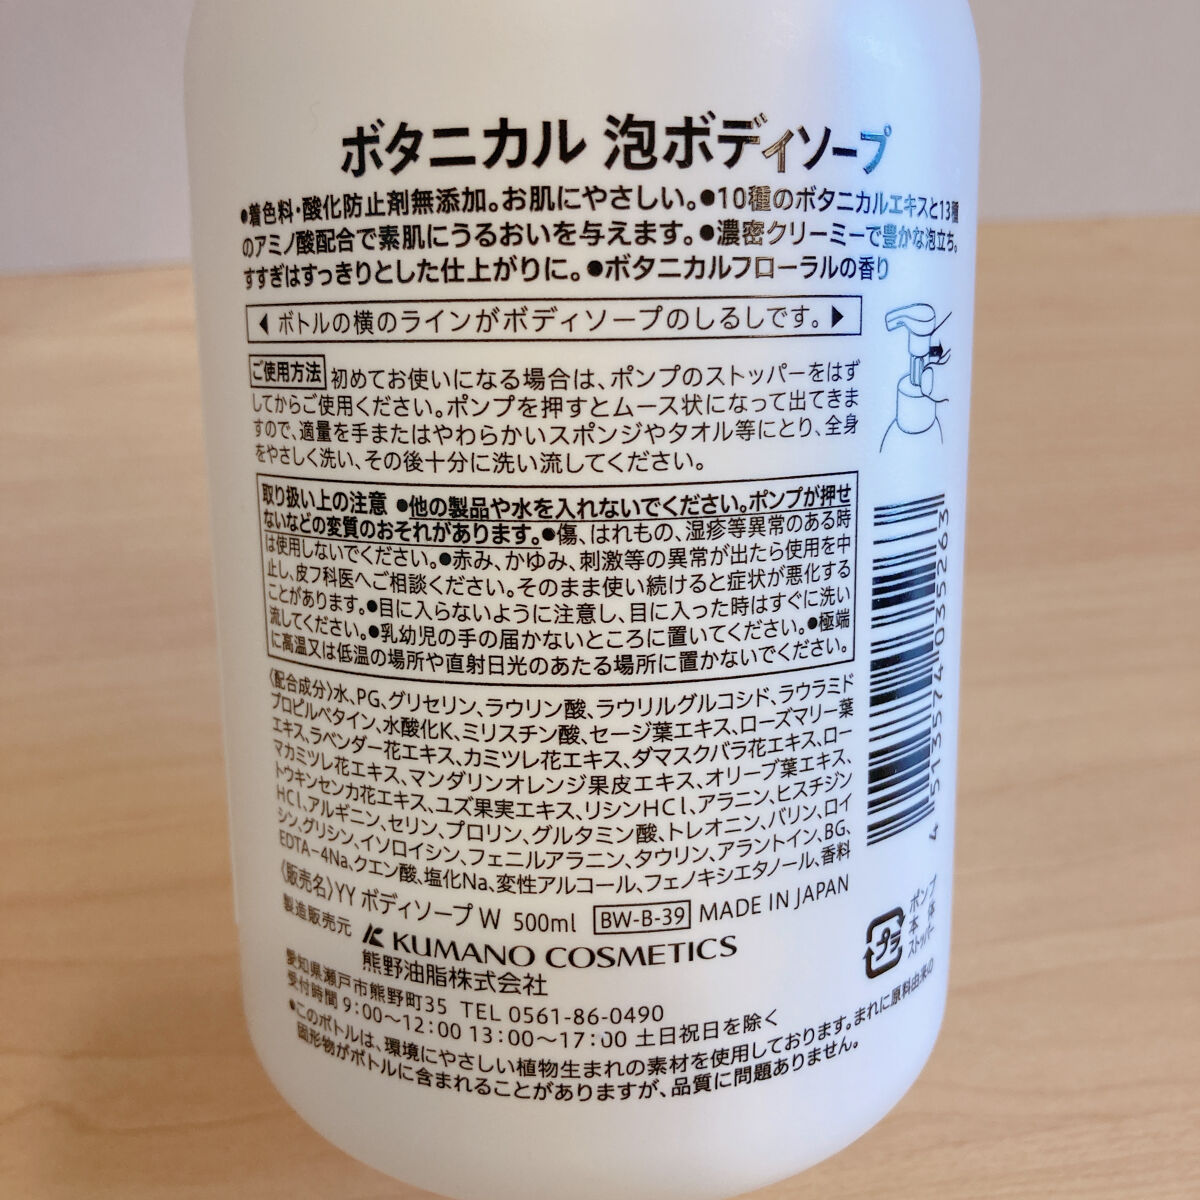 ボタニカル 泡ボディソープ
●着色料・酸化防止剤無添加。お肌にやさしい。●10種のボタニカルエキスと13種
のアミノ酸配合で素肌にうるおいを与えます。●濃密クリーミーで豊かな泡立ち。
すすぎはすっきりとした仕上がりに。●ボタニカルフローラルの香り
◀ ボトルの横のラインがボディソープのしるしです。▶
ご使用方法 初めてお使いになる場合は、ポンプのストッパーをはず
してからご使用ください。ポンプを押すとムース状になって出てきま
すので、適量を手またはやわらかいスポンジやタオル等にとり、全身
をやさしく洗い、その後十分に洗い流してください。
取り扱い上の注意 ●他の製品や水を入れないでください。ポンプが押せ
ないなどの変質のおそれがあります。●傷、はれもの、湿疹等異常のある時
は使用しないでください。●赤み、かゆみ、刺激等の異常が出たら使用を中
止し、皮フ科医へご相談ください。そのまま使い続けると症状が悪化する
ことがあります。●目に入らないように注意し、目に入った時はすぐに洗い
流してください。●乳幼児の手の届かないところに置いてください。●極端
に高温又は低温の場所や直射日光のあたる場所に置かないでください。
〈配合成分〉水、PG、グリセリン、ラウリン酸、ラウリルグルコシド、ラウラミド
プロピルベタイン、水酸化K、ミリスチン酸、セージ葉エキス、ローズマリー葉
エキス、ラベンダー花エキス、カミツレ花エキス、ダマスクバラ花エキス、ロー
マカミツレ花エキス、マンダリンオレンジ果皮エキス、オリーブ葉エキス、
トウキンセンカ花エキス、ユズ果実エキス、リシンHCl、アラニン、ヒスチジン
HCl、アルギニン、セリン、プロリン、グルタミン酸、トレオニン、バリン、ロイ
シン、グリシン、イソロイシン、フェニルアラニン、タウリン、アラントイン、BG、
EDTA-4Na、クエン酸、塩化Na、変性アルコール、フェノキシエタノール、香料
〈販売名〉YY ボディソープ W 500ml BW-B-39 MADE IN JAPAN
製造販売元 KUMANO COSMETICS
熊野油脂株式会社
愛知県瀬戸市熊野町35 TEL 0561-86-0490
受付時間 9:00～12:00 13:00～17:00 土日祝日を除く
●このボトルは、環境にやさしい植物生まれの素材を使用しております。まれに原料由来の
固形物がボトルに含まれることがありますが、品質に問題ありません。
4 513574 035263
プラ
ポンプ
本体
ストッパー